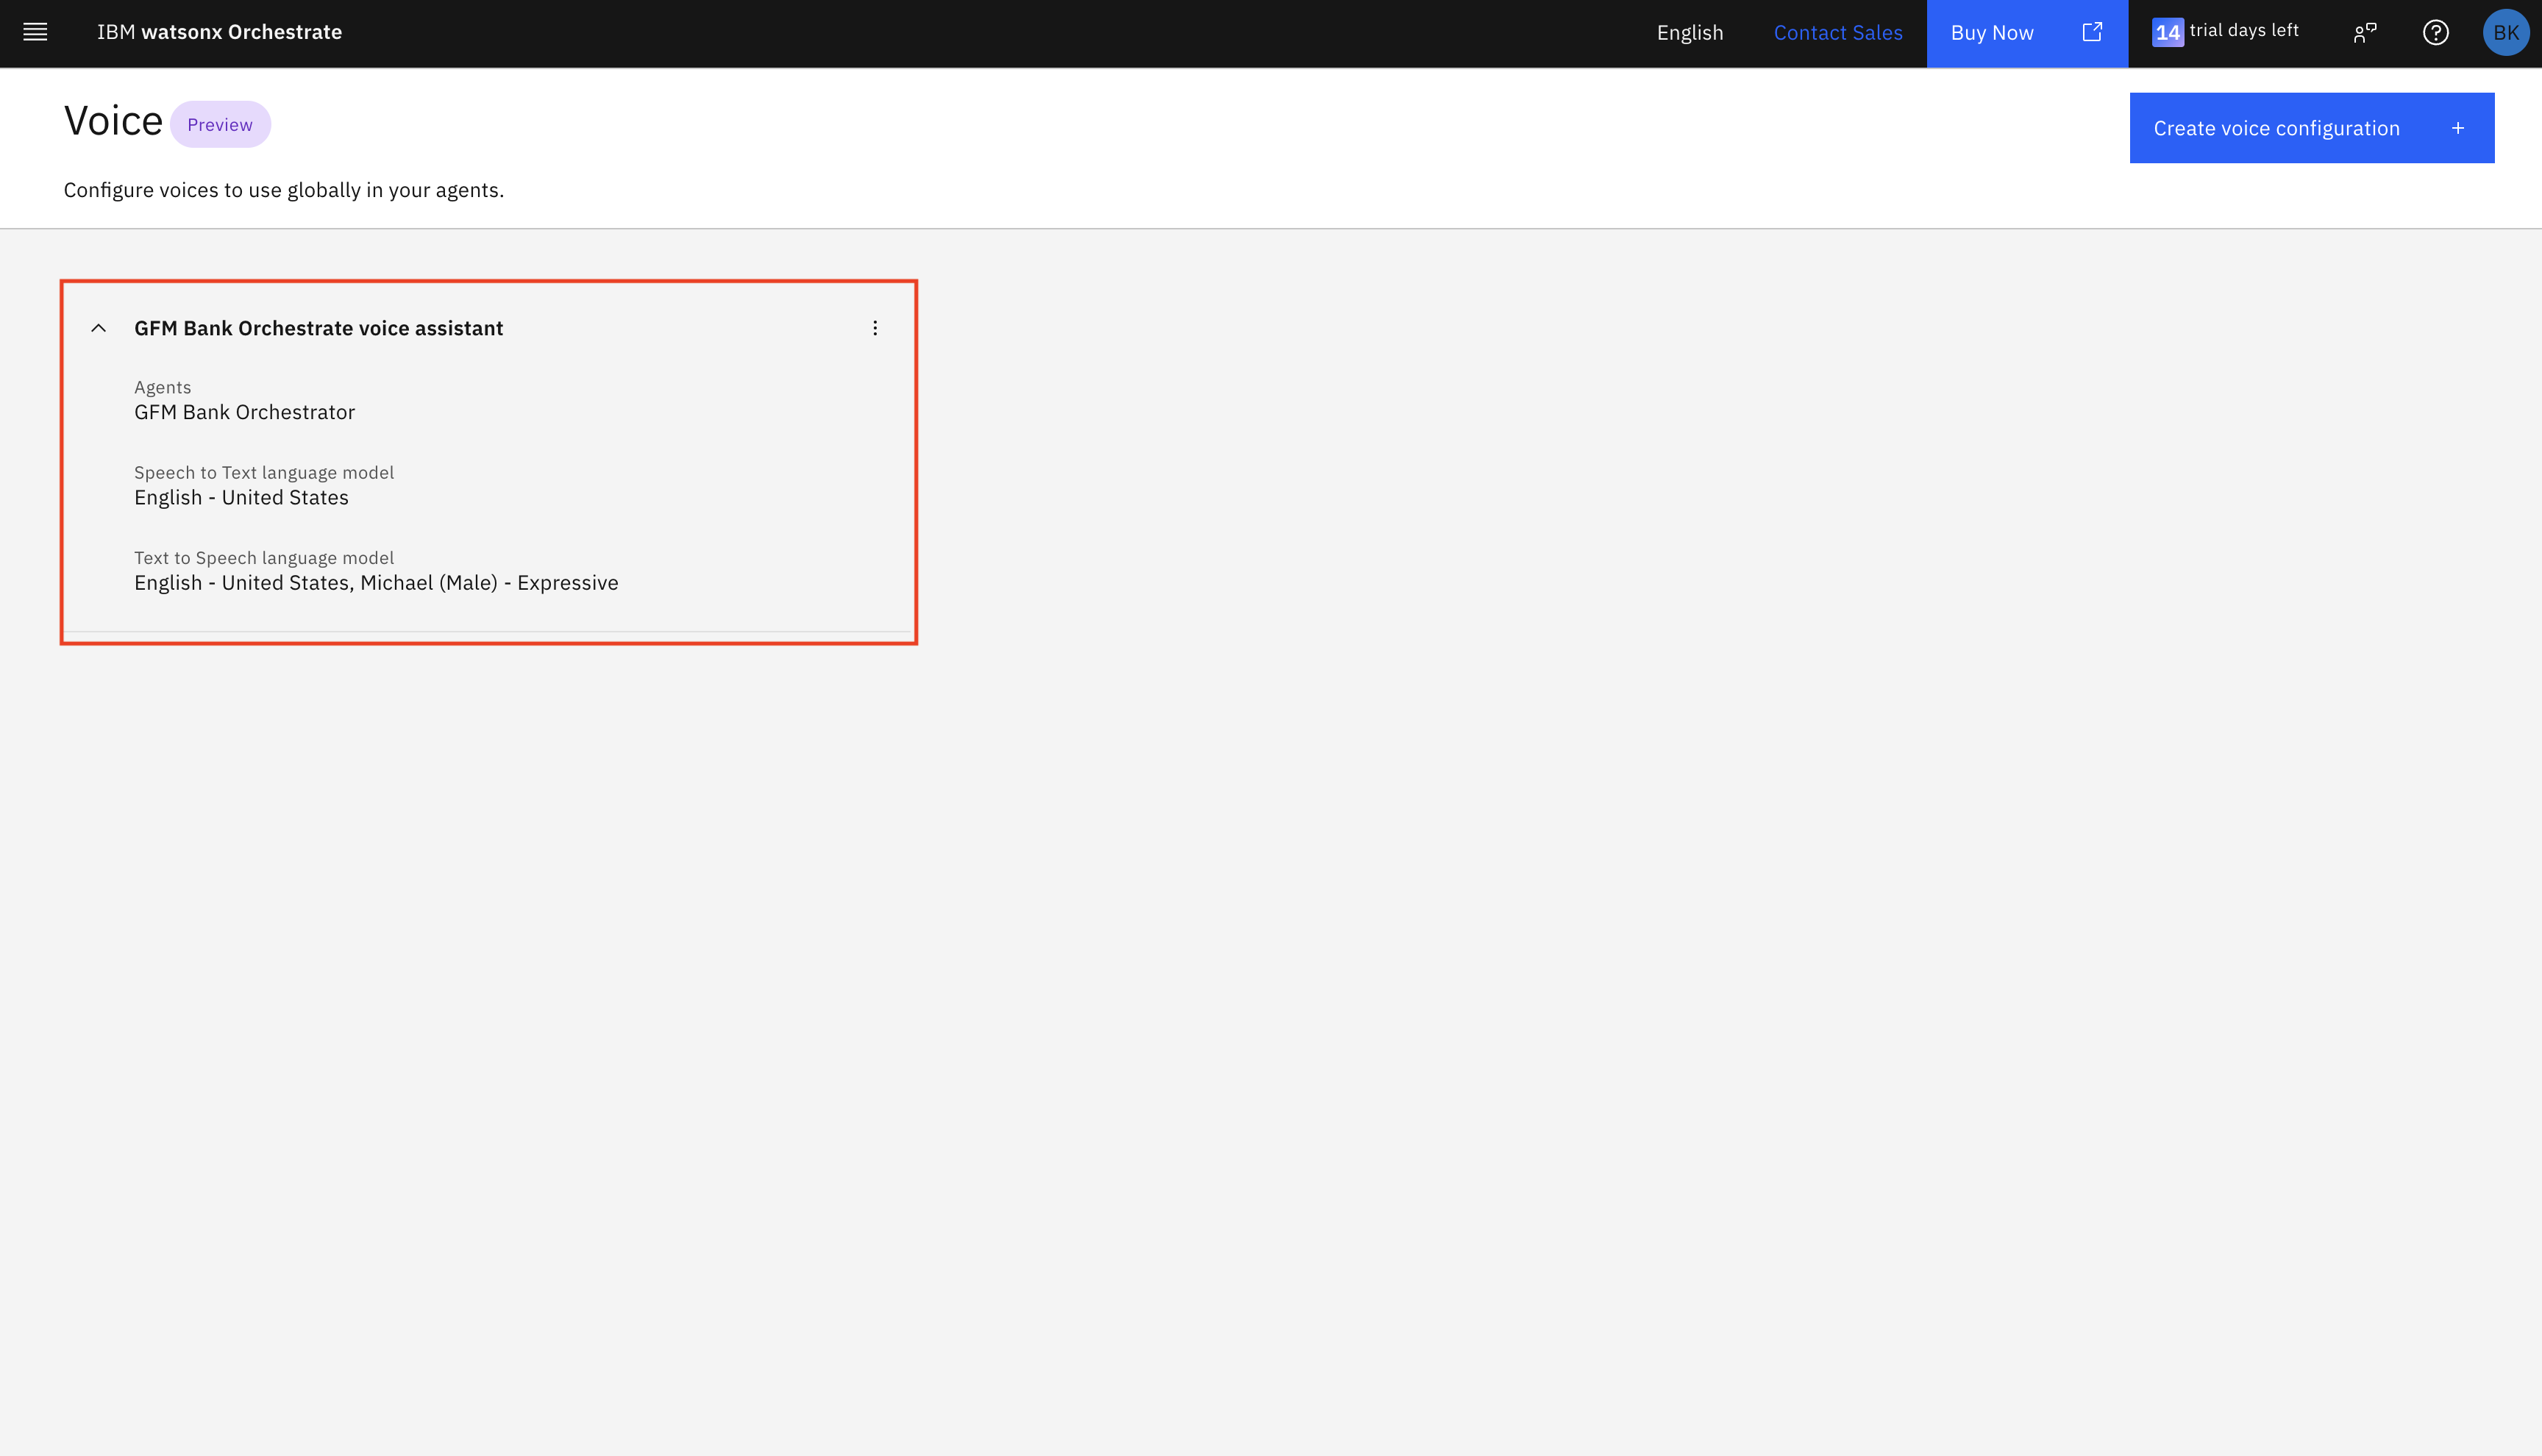 IBM watsonx Orchestrate
English
Contact Sales
Buy Now
14 trial days left
BK
Voice
Preview
Create voice configuration
Configure voices to use globally in your agents.
GFM Bank Orchestrate voice assistant
Agents
GFM Bank Orchestrator
Speech to Text language model
English - United States
Text to Speech language model
English - United States, Michael (Male) - Expressive